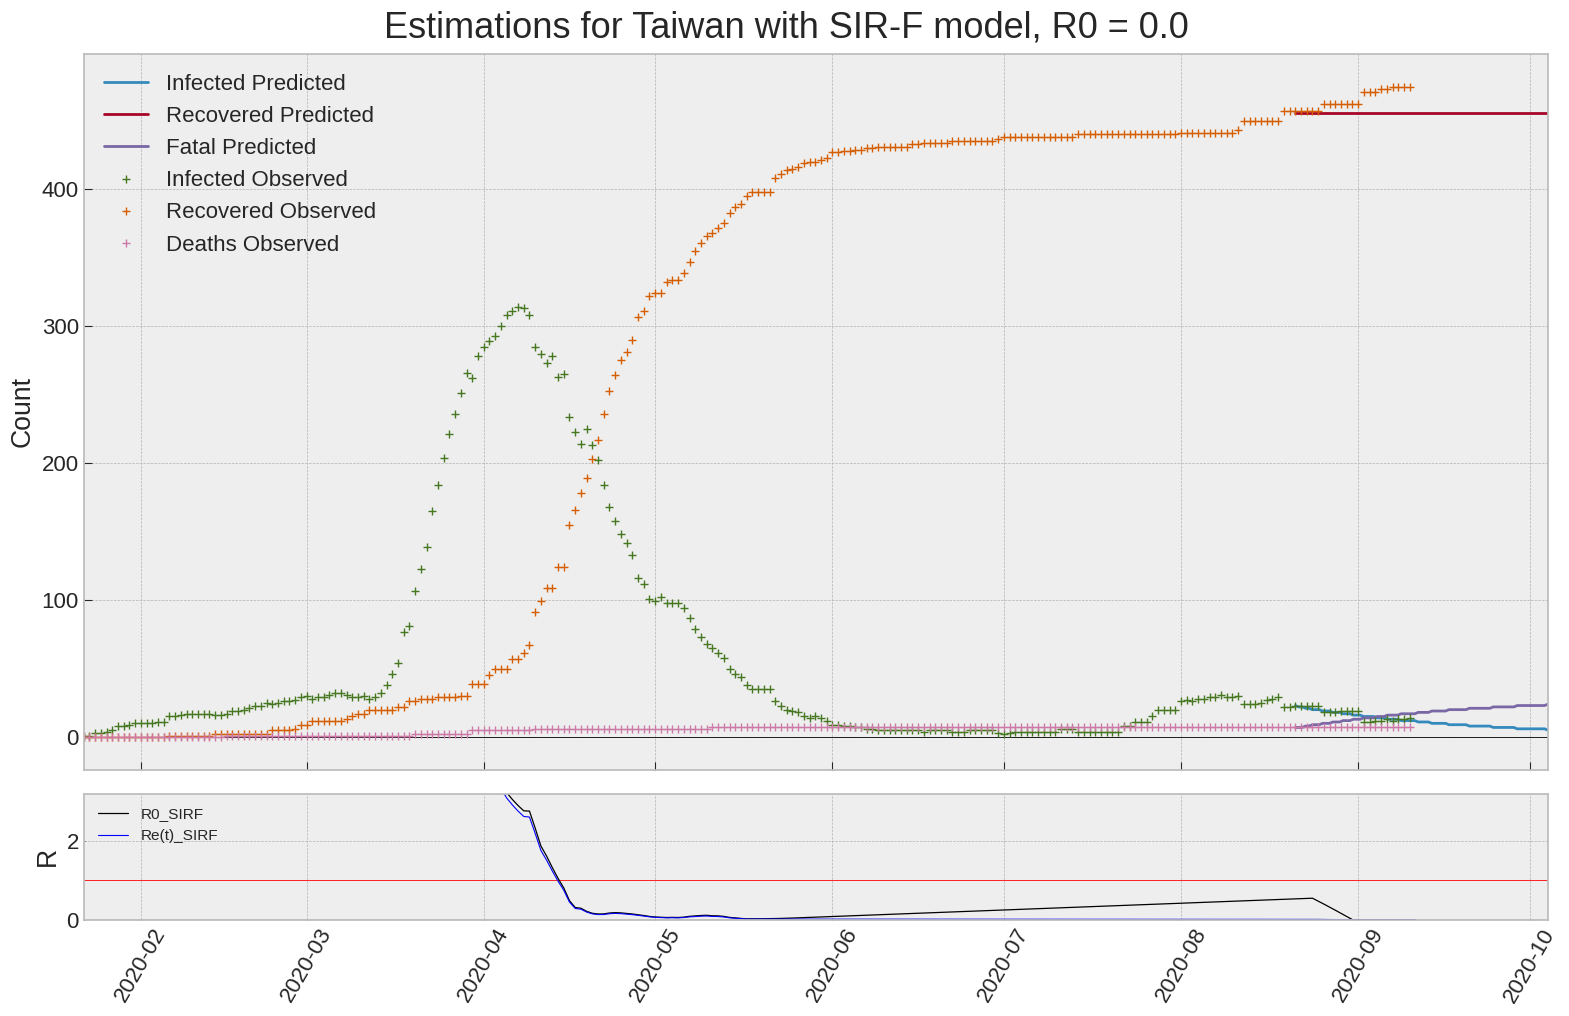 Estimations for Taiwan with SIR-F model, R0 = 0.0
Infected Predicted
Recovered Predicted
Fatal Predicted
Infected Observed
Recovered Observed
Deaths Observed
Count
400
300
200
100
0
R0_SIRF
Re(t)_SIRF
R
2
0
2020-02
2020-03
2020-04
2020-05
2020-06
2020-07
2020-08
2020-09
2020-10